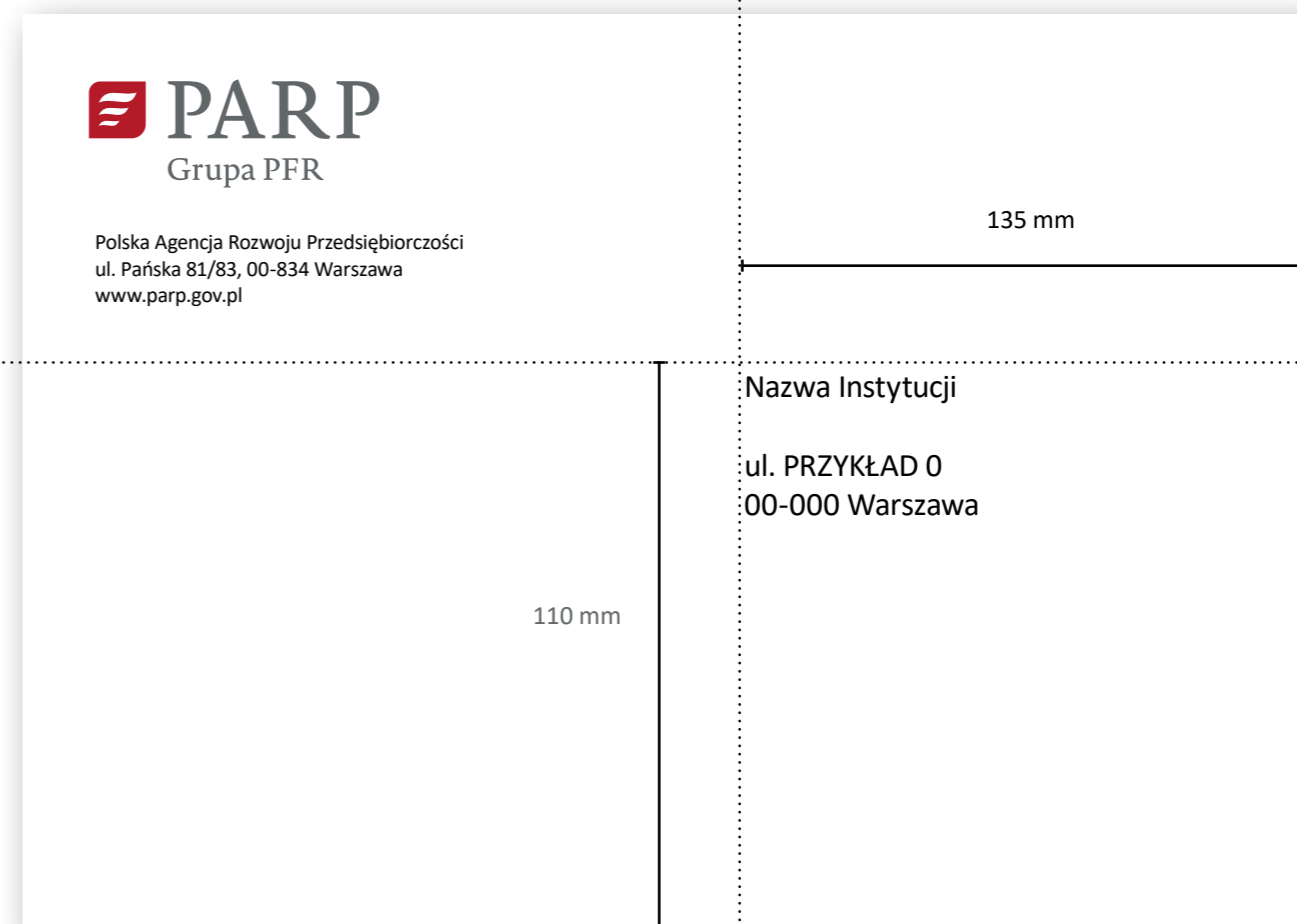 PARP
Grupa PFR
Polska Agencja Rozwoju Przedsiębiorczości
ul. Pańska 81/83, 00-834 Warszawa
www.parp.gov.pl
135 mm
Nazwa Instytucji
ul. PRZYKŁAD 0
00-000 Warszawa
110 mm